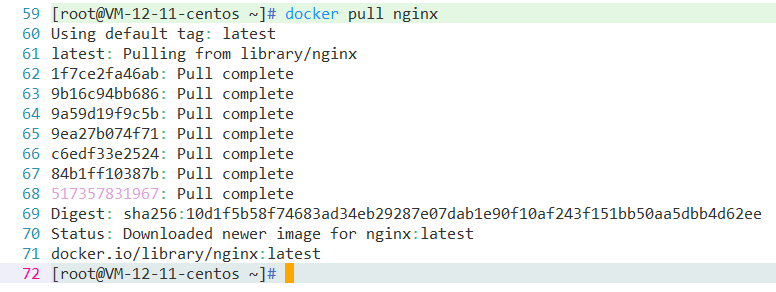 59 [root@VM-12-11-centos ~]# docker pull nginx
60 Using default tag: latest
61 latest: Pulling from library/nginx
62 1f7ce2fa46ab: Pull complete
63 9b16c94bb686: Pull complete
64 9a59d19f9c5b: Pull complete
65 9ea27b074f71: Pull complete
66 c6edf33e2524: Pull complete
67 84b1ff10387b: Pull complete
68 517357831967: Pull complete
69 Digest: sha256:10d1f5b58f74683ad34eb29287e07dab1e90f10af243f151bb50aa5dbb4d62ee
70 Status: Downloaded newer image for nginx:latest
71 docker.io/library/nginx:latest
72 [root@VM-12-11-centos ~]#